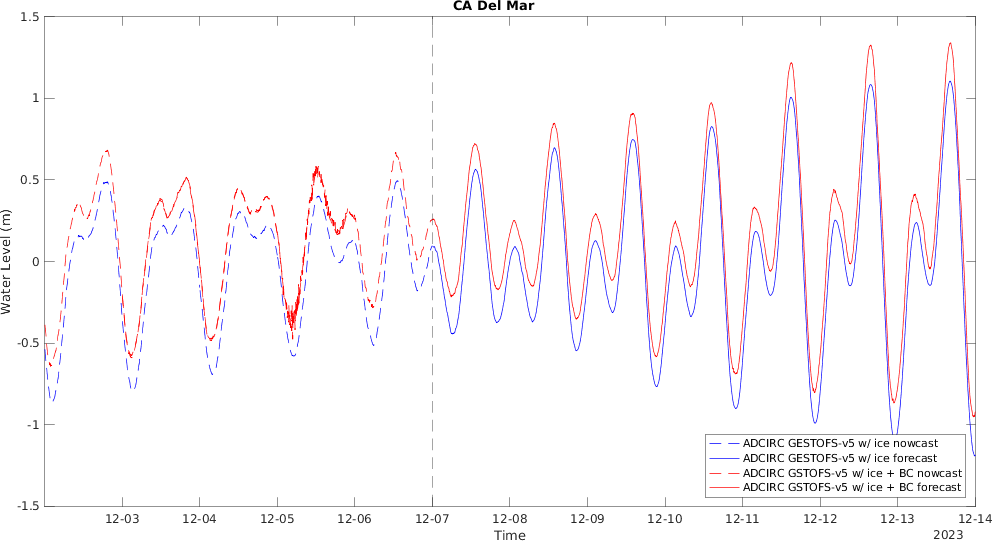 CA Del Mar
1.5
1
0.5
0
-0.5
-1
-1.5
Water Level (m)
12-03 12-04 12-05 12-06 12-07 12-08 12-09 12-10 12-11 12-12 12-13 12-14
Time
2023
ADCIRC GESTOFS-v5 w/ ice nowcast
ADCIRC GESTOFS-v5 w/ ice forecast
ADCIRC GSTOFS-v5 w/ ice + BC nowcast
ADCIRC GSTOFS-v5 w/ ice + BC forecast